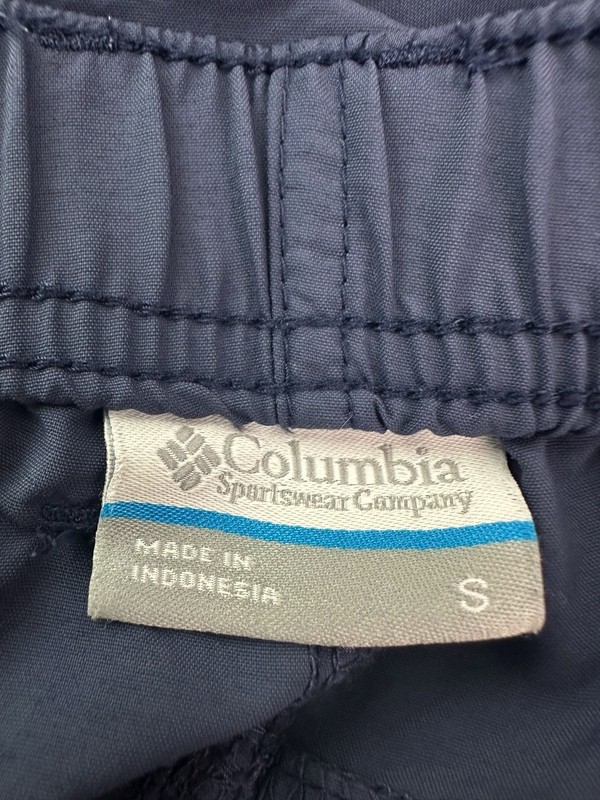 Columbia
Sportswear Company
MADE IN
INDONESIA
S